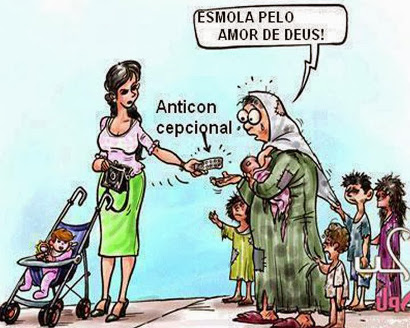 ESMOLA PELO
AMOR DE DEUS!
Anticon
cepcional